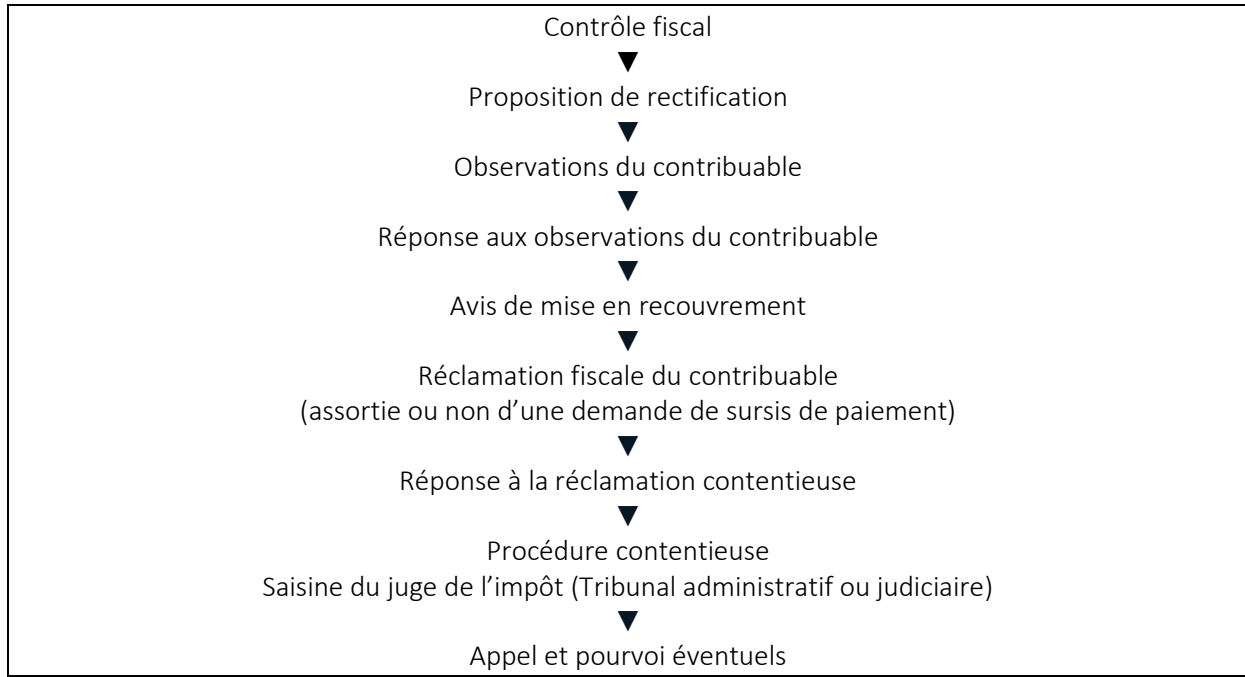 Contrôle fiscal
Proposition de rectification
Observations du contribuable
Réponse aux observations du contribuable
Avis de mise en recouvrement
Réclamation fiscale du contribuable
(assortie ou non d’une demande de sursis de paiement)
Réponse à la réclamation contentieuse
Procédure contentieuse
Saisine du juge de l’impôt (Tribunal administratif ou judiciaire)
Appel et pourvoi éventuels